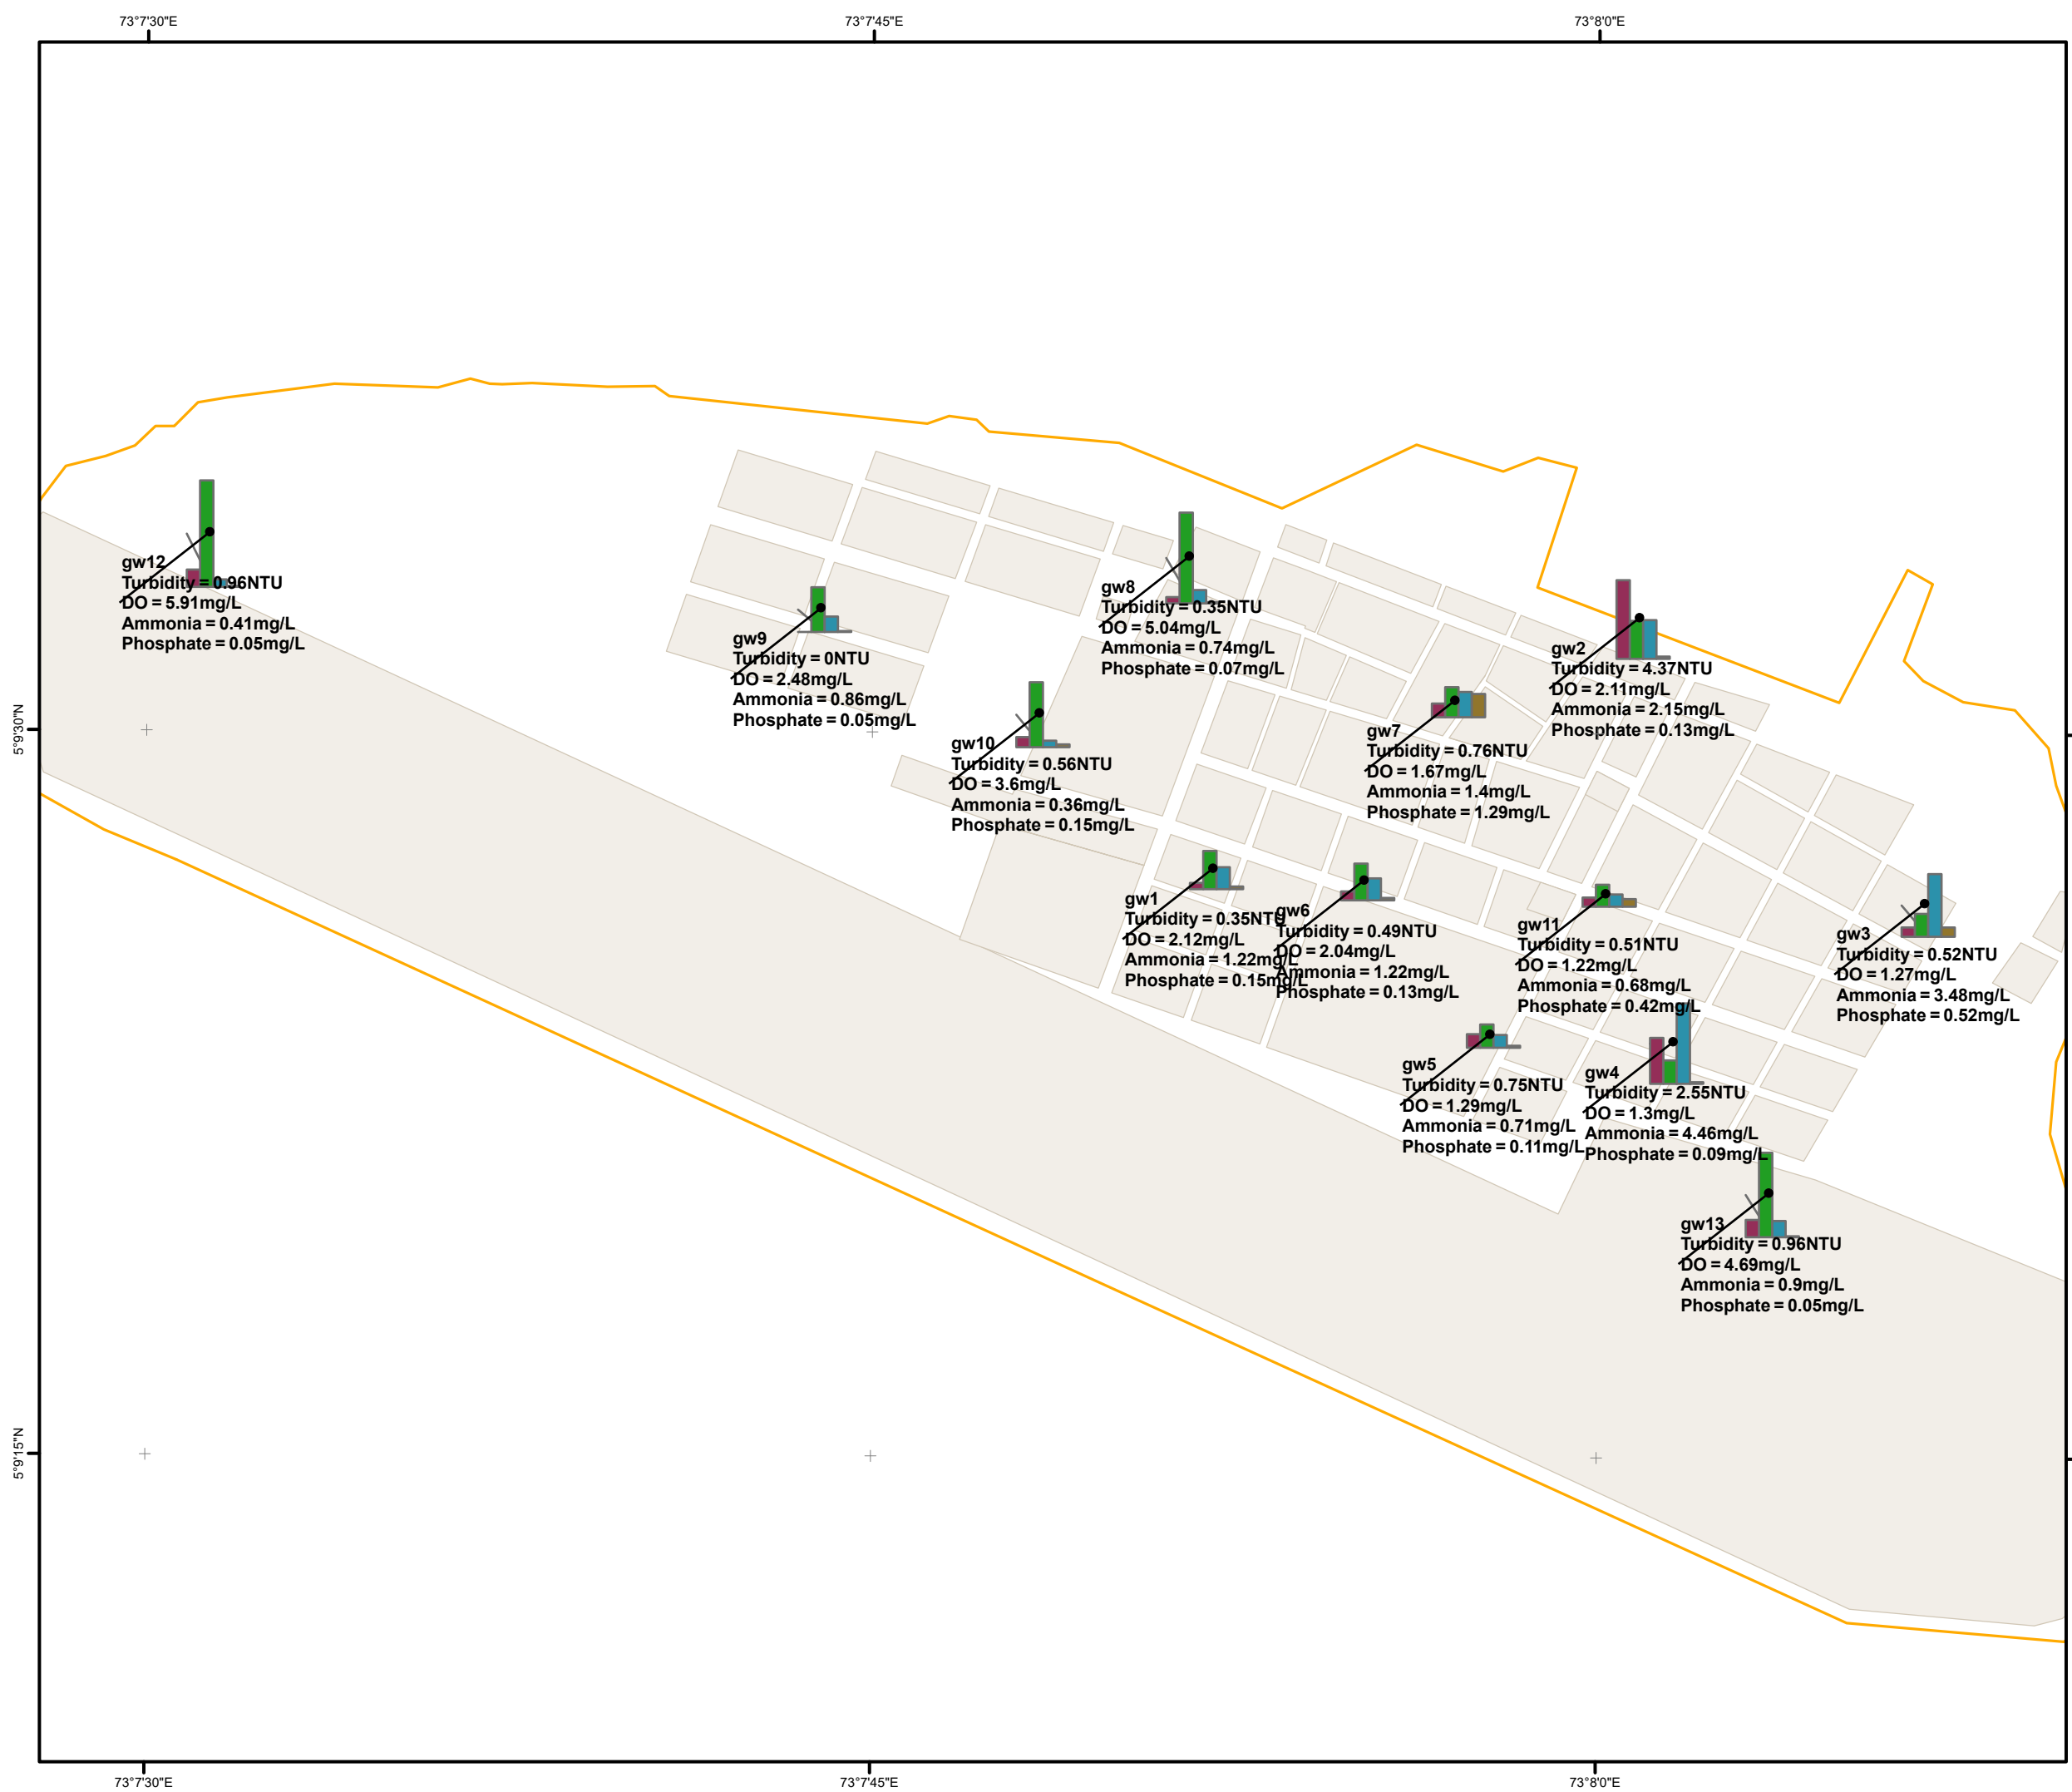 73°7'30"E
73°7'45"E
73°8'0"E
gw12
Turbidity = 0.96NTU
DO = 5.91mg/L
Ammonia = 0.41mg/L
Phosphate = 0.05mg/L
gw8
Turbidity = 0.35NTU
DO = 5.04mg/L
Ammonia = 0.74mg/L
Phosphate = 0.07mg/L
gw9
Turbidity = 0NTU
DO = 2.48mg/L
Ammonia = 0.86mg/L
Phosphate = 0.05mg/L
gw2
Turbidity = 4.37NTU
DO = 2.11mg/L
Ammonia = 2.15mg/L
Phosphate = 0.13mg/L
5°9'30"N
gw10
Turbidity = 0.56NTU
DO = 3.6mg/L
Ammonia = 0.36mg/L
Phosphate = 0.15mg/L
gw7
Turbidity = 0.76NTU
DO = 1.67mg/L
Ammonia = 1.4mg/L
Phosphate = 1.29mg/L
gw1
Turbidity = 0.35NTU
DO = 2.12mg/L
Ammonia = 1.22mg/L
Phosphate = 0.15mg/L
gw6
Turbidity = 0.49NTU
DO = 2.04mg/L
Ammonia = 1.22mg/L
Phosphate = 0.13mg/L
gw11
Turbidity = 0.51NTU
DO = 1.22mg/L
Ammonia = 0.68mg/L
Phosphate = 0.42mg/L
gw3
Turbidity = 0.52NTU
DO = 1.27mg/L
Ammonia = 3.48mg/L
Phosphate = 0.52mg/L
gw5
Turbidity = 0.75NTU
DO = 1.29mg/L
Ammonia = 0.71mg/L
Phosphate = 0.11mg/L
gw4
Turbidity = 2.55NTU
DO = 1.3mg/L
Ammonia = 4.46mg/L
Phosphate = 0.09mg/L
gw13
Turbidity = 0.96NTU
DO = 4.69mg/L
Ammonia = 0.9mg/L
Phosphate = 0.05mg/L
5°9'15"N
73°7'30"E
73°7'45"E
73°8'0"E